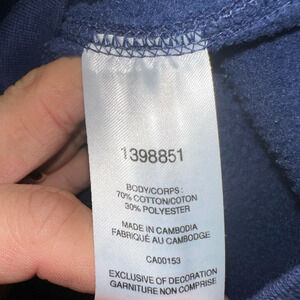 1398851
BODY/CORPS :
70% COTTON/COTON
30% POLYESTER
MADE IN CAMBODIA
FABRIQUÉ AU CAMBODGE
CA00153
EXCLUSIVE OF DECORATION
GARNITURE NON COMPRISE